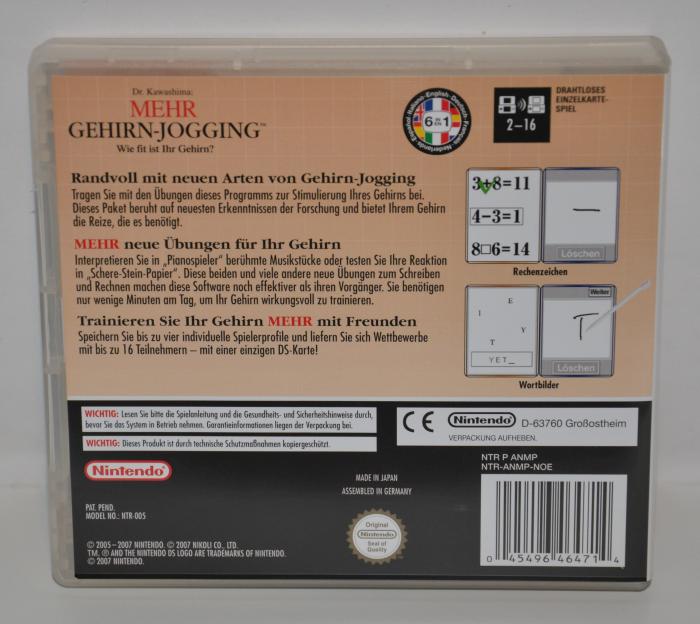 Dr. Kawashima:
MEHR
GEHIRN-JOGGING™
Wie fit ist Ihr Gehirn?
Español Italiano English Deutsch Français Nederlands
6 IN EN 1
2–16
DRAHTLOSES
EINZELKARTE-
SPIEL
Randvoll mit neuen Arten von Gehirn-Jogging
Tragen Sie mit den Übungen dieses Programms zur Stimulierung Ihres Gehirns bei.
Dieses Paket beruht auf neuesten Erkenntnissen der Forschung und bietet Ihrem Gehirn
die Reize, die es benötigt.
MEHR neue Übungen für Ihr Gehirn
Interpretieren Sie in „Pianospieler“ berühmte Musikstücke oder testen Sie Ihre Reaktion
in „Schere-Stein-Papier“. Diese beiden und viele andere neue Übungen zum Schreiben
und Rechnen machen diese Software noch effektiver als ihren Vorgänger. Sie benötigen
nur wenige Minuten am Tag, um Ihr Gehirn wirkungsvoll zu trainieren.
Trainieren Sie Ihr Gehirn MEHR mit Freunden
Speichern Sie bis zu vier individuelle Spielerprofile und liefern Sie sich Wettbewerbe
mit bis zu 16 Teilnehmern – mit einer einzigen DS-Karte!
3+8=11
4−3=1
8□6=14
Löschen
Rechenzeichen
E
I
Y
T
YET_
Weiter
T
Löschen
Wortbilder
WICHTIG: Lesen Sie bitte die Spielanleitung und die Gesundheits- und Sicherheitshinweise durch,
bevor Sie das System in Betrieb nehmen. Garantieinformationen liegen der Verpackung bei.
WICHTIG: Dieses Produkt ist durch technische Schutzmaßnahmen kopiergeschützt.
CE Nintendo® D-63760 Großostheim
VERPACKUNG AUFHEBEN.
Nintendo®
MADE IN JAPAN
ASSEMBLED IN GERMANY
NTR P ANMP
NTR-ANMP-NOE
PAT. PEND.
MODEL NO.: NTR-005
Original
Nintendo
Seal of
Quality
© 2005–2007 NINTENDO. © 2007 NIKOLI CO. LTD.
TM, ® AND THE NINTENDO DS LOGO ARE TRADEMARKS OF NINTENDO.
© 2007 NINTENDO.
0 45496 46471 4